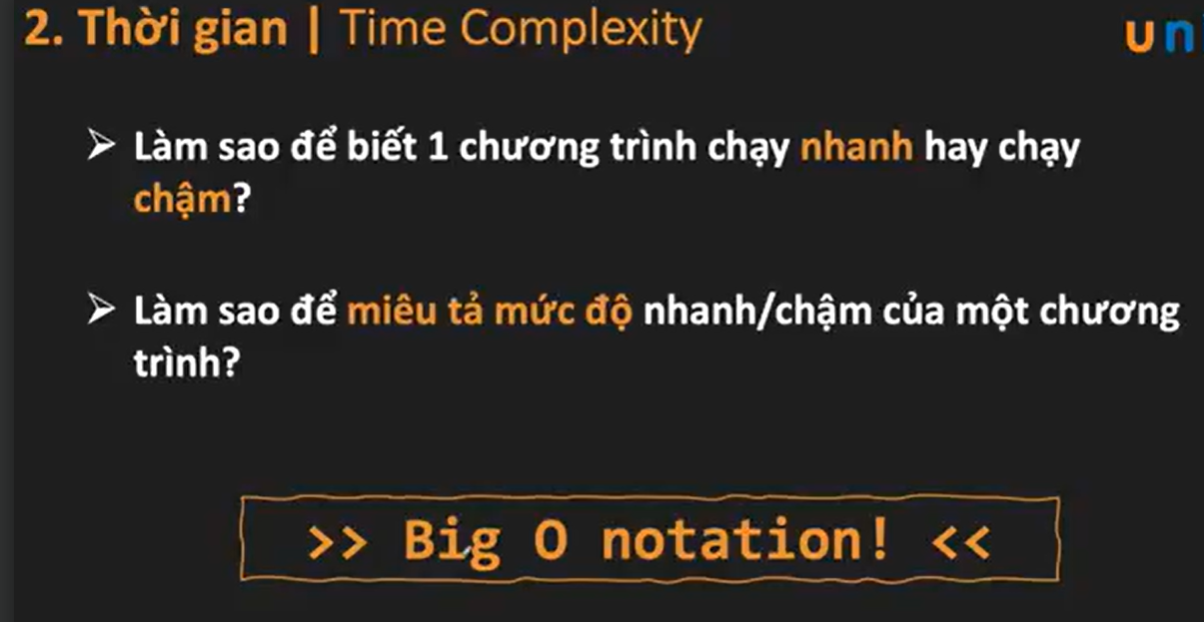 2. Thời gian | Time Complexity
un
➢ Làm sao để biết 1 chương trình chạy nhanh hay chạy
chậm?
➢ Làm sao để miêu tả mức độ nhanh/chậm của một chương
trình?
>> Big O notation! <<